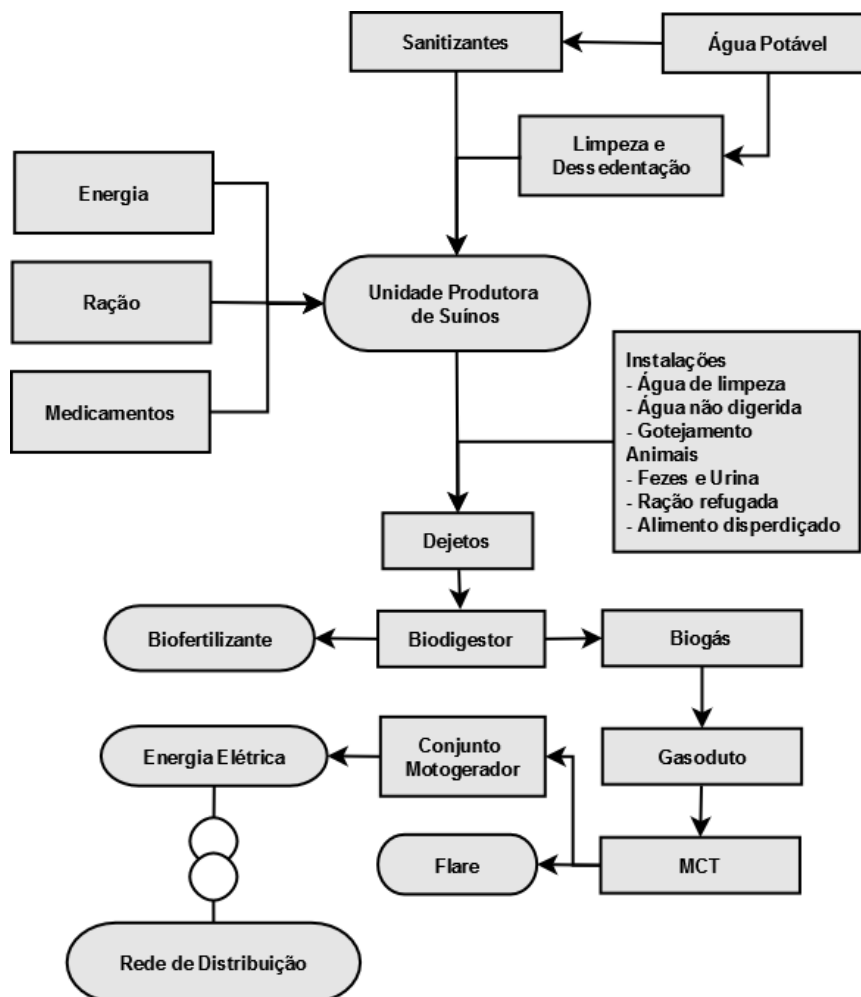 Sanitizantes
Água Potável
Limpeza e
Dessedentação
Energia
Ração
Medicamentos
Unidade Produtora
de Suínos
Instalações
- Água de limpeza
- Água não digerida
- Gotejamento
Animais
- Fezes e Urina
- Ração refugada
- Alimento disperdiçado
Dejetos
Biofertilizante
Biodigestor
Biogás
Energia Elétrica
Conjunto
Motogerador
Gasoduto
Flare
MCT
Rede de Distribuição